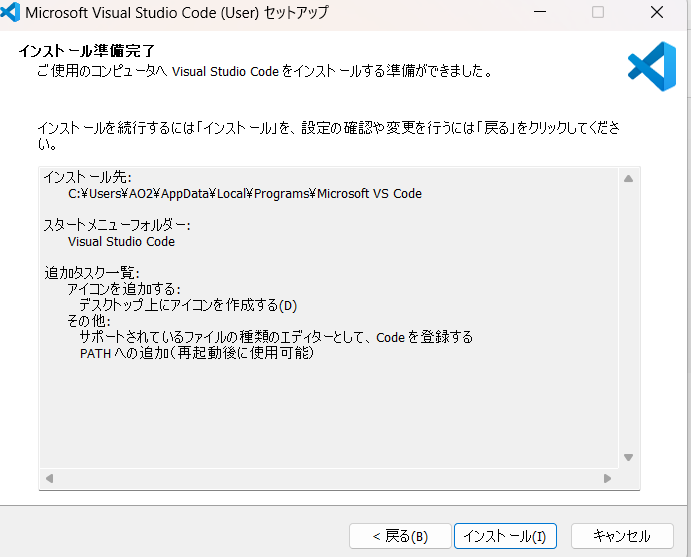 Microsoft Visual Studio Code (User) セットアップ
インストール準備完了
ご使用のコンピュータへ Visual Studio Code をインストールする準備ができました。
インストールを続行するには「インストール」を、設定の確認や変更を行うには「戻る」をクリックしてくださ
い。
インストール先:
C:¥Users¥AO2¥AppData¥Local¥Programs¥Microsoft VS Code
スタートメニューフォルダー:
Visual Studio Code
追加タスク一覧:
アイコンを追加する:
デスクトップ上にアイコンを作成する(D)
その他:
サポートされているファイルの種類のエディターとして、Code を登録する
PATH への追加（再起動後に使用可能）
< 戻る(B)
インストール(I)
キャンセル